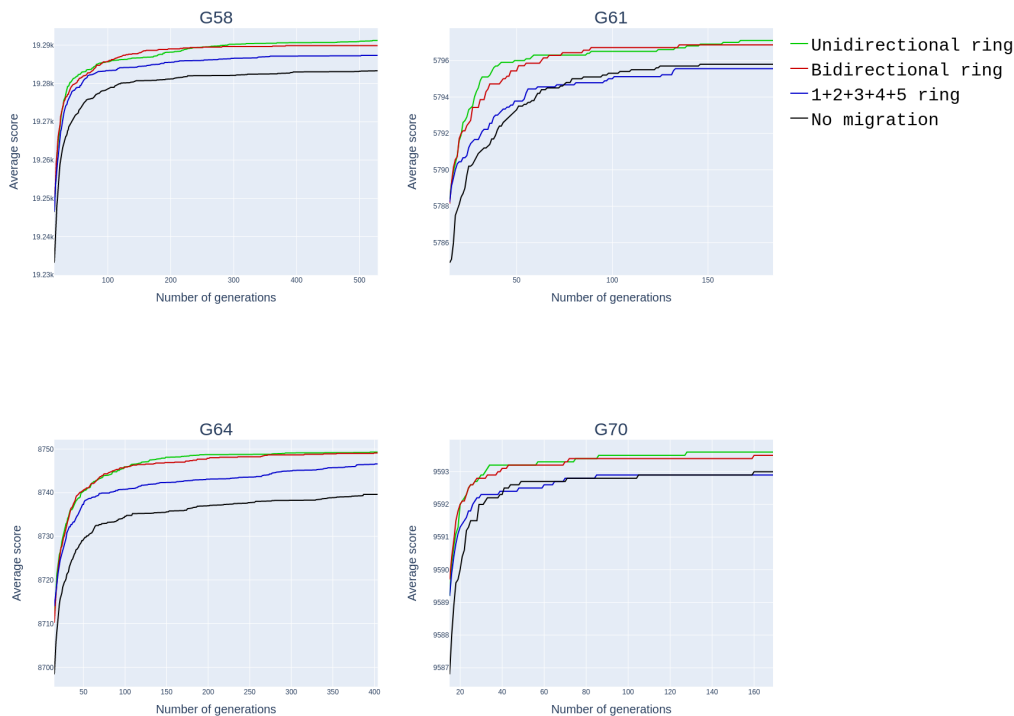 G58
19.29k
19.28k
19.27k
19.26k
19.25k
19.24k
19.23k
100 200 300 400 500
Average score
Number of generations
G61
5796
5794
5792
5790
5788
5786
50 100 150
Average score
Number of generations
Unidirectional ring
Bidirectional ring
1+2+3+4+5 ring
No migration
G64
8750
8740
8730
8720
8710
8700
50 100 150 200 250 300 350 400
Average score
Number of generations
G70
9593
9592
9591
9590
9589
9588
9587
20 40 60 80 100 120 140 160
Average score
Number of generations